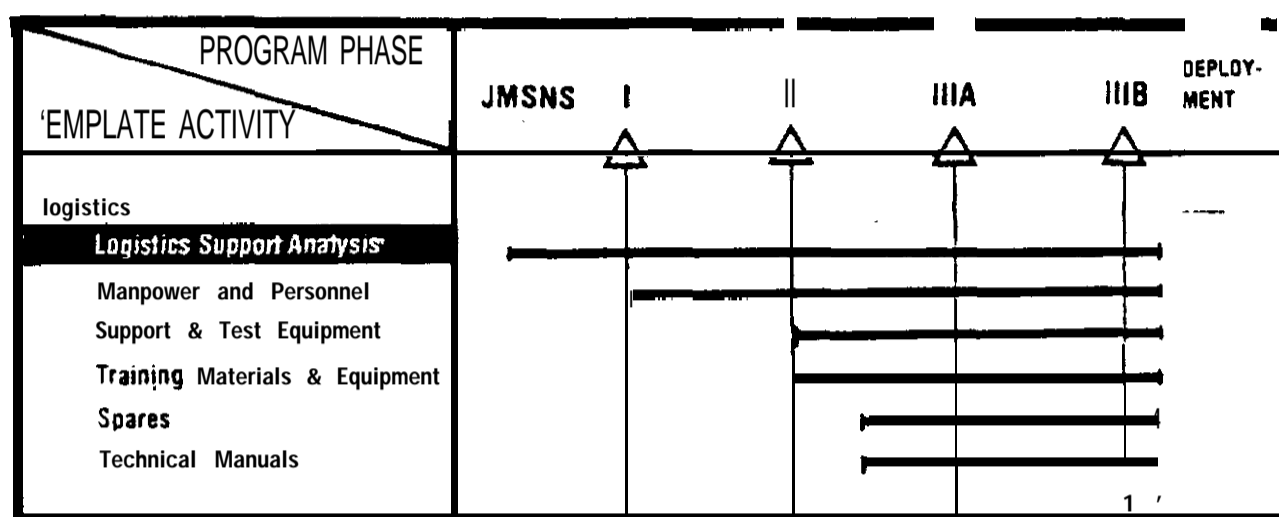 PROGRAM PHASE
'EMPLATE ACTIVITY
JMSNS I II IIIA IIIB DEPLOY-
MENT
logistics
Logistics Support Analysis
Manpower and Personnel
Support & Test Equipment
Training Materials & Equipment
Spares
Technical Manuals
1 '